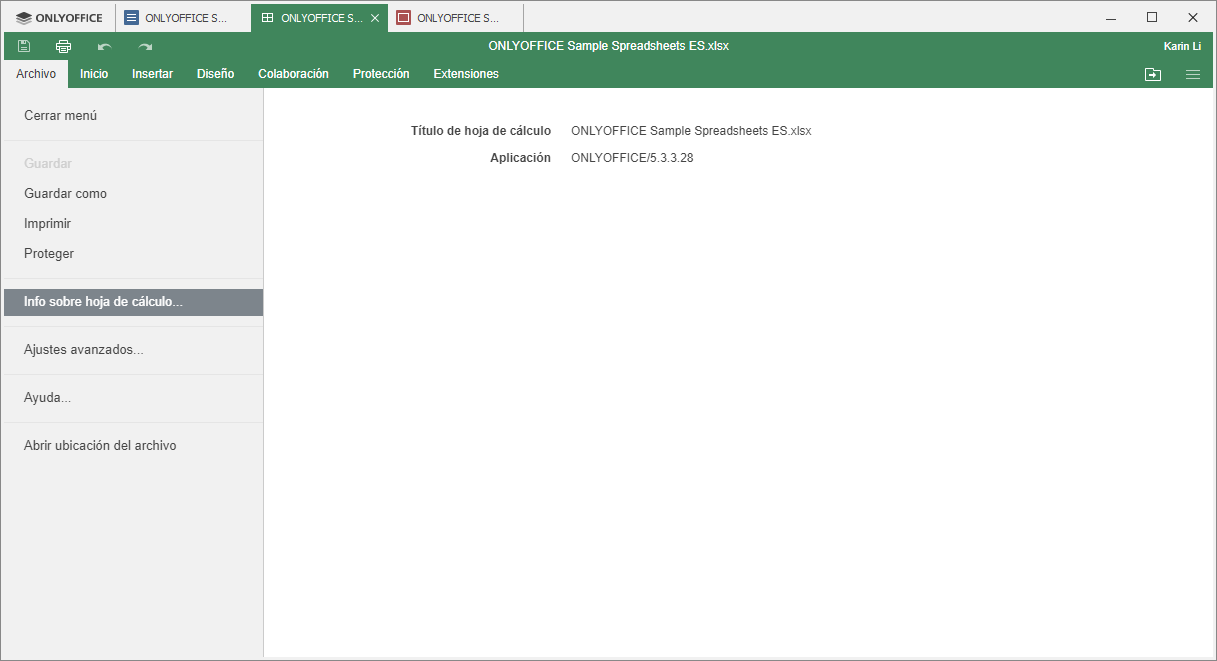 ONLYOFFICE
ONLYOFFICE S...
ONLYOFFICE S...
ONLYOFFICE S...
ONLYOFFICE Sample Spreadsheets ES.xlsx
Karin Li
Archivo Inicio Insertar Diseño Colaboración Protección Extensiones
Cerrar menú
Guardar
Guardar como
Imprimir
Proteger
Info sobre hoja de cálculo...
Ajustes avanzados...
Ayuda...
Abrir ubicación del archivo
Título de hoja de cálculo ONLYOFFICE Sample Spreadsheets ES.xlsx
Aplicación ONLYOFFICE/5.3.3.28